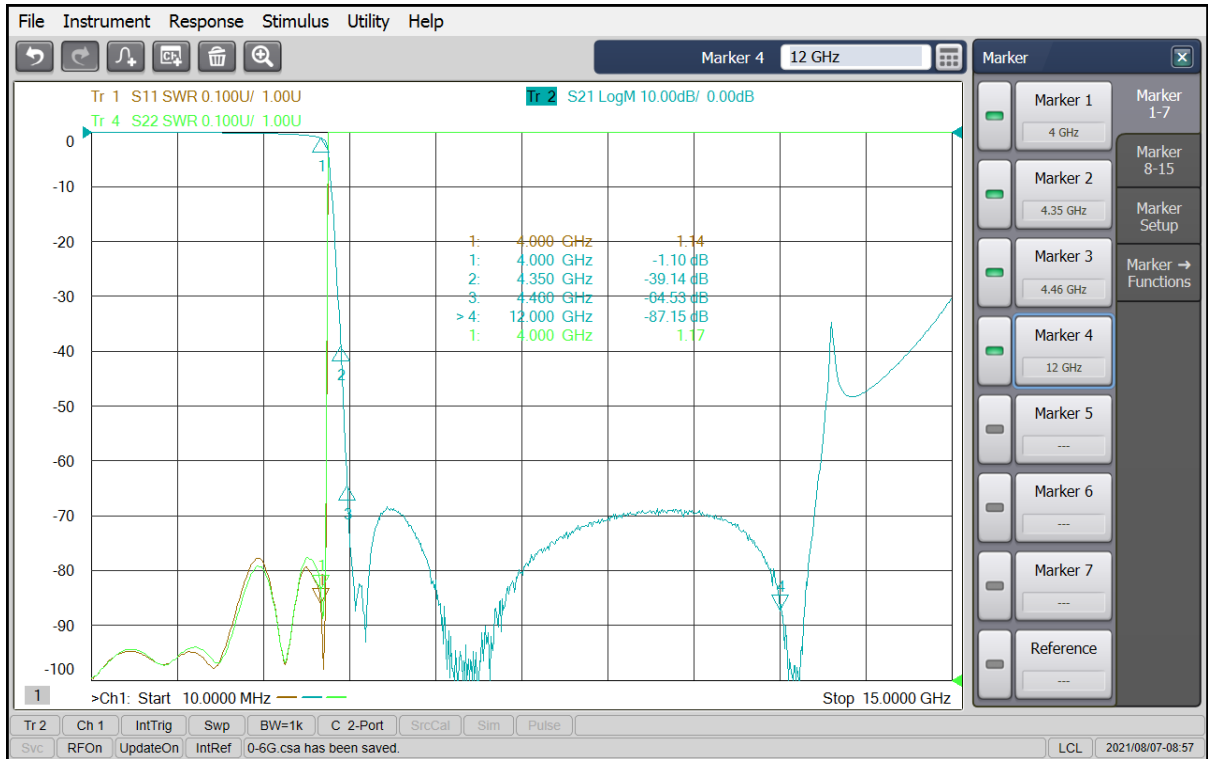 File Instrument Response Stimulus Utility Help
Marker 4 12 GHz
Tr 1 S11 SWR 0.100U/ 1.00U
Tr 2 S21 LogM 10.00dB/ 0.00dB
Tr 4 S22 SWR 0.100U/ 1.00U
0
-10
-20
-30
-40
-50
-60
-70
-80
-90
-100
1: 4.000 GHz 1.14
1: 4.000 GHz -1.10 dB
2: 4.350 GHz -39.14 dB
3: 4.460 GHz -64.53 dB
> 4: 12.000 GHz -87.15 dB
1: 4.000 GHz 1.17
1
2
3
1
4
1 >Ch1: Start 10.0000 MHz Stop 15.0000 GHz
Marker
Marker 1
4 GHz
Marker 2
4.35 GHz
Marker 3
4.46 GHz
Marker 4
12 GHz
Marker 5
---
Marker 6
---
Marker 7
---
Reference
---
Marker
1-7
Marker
8-15
Marker
Setup
Marker →
Functions
Tr 2 Ch 1 IntTrig Swp BW=1k C 2-Port SrcCal Sim Pulse
Svc RFOn UpdateOn IntRef 0-6G.csa has been saved. LCL 2021/08/07-08:57